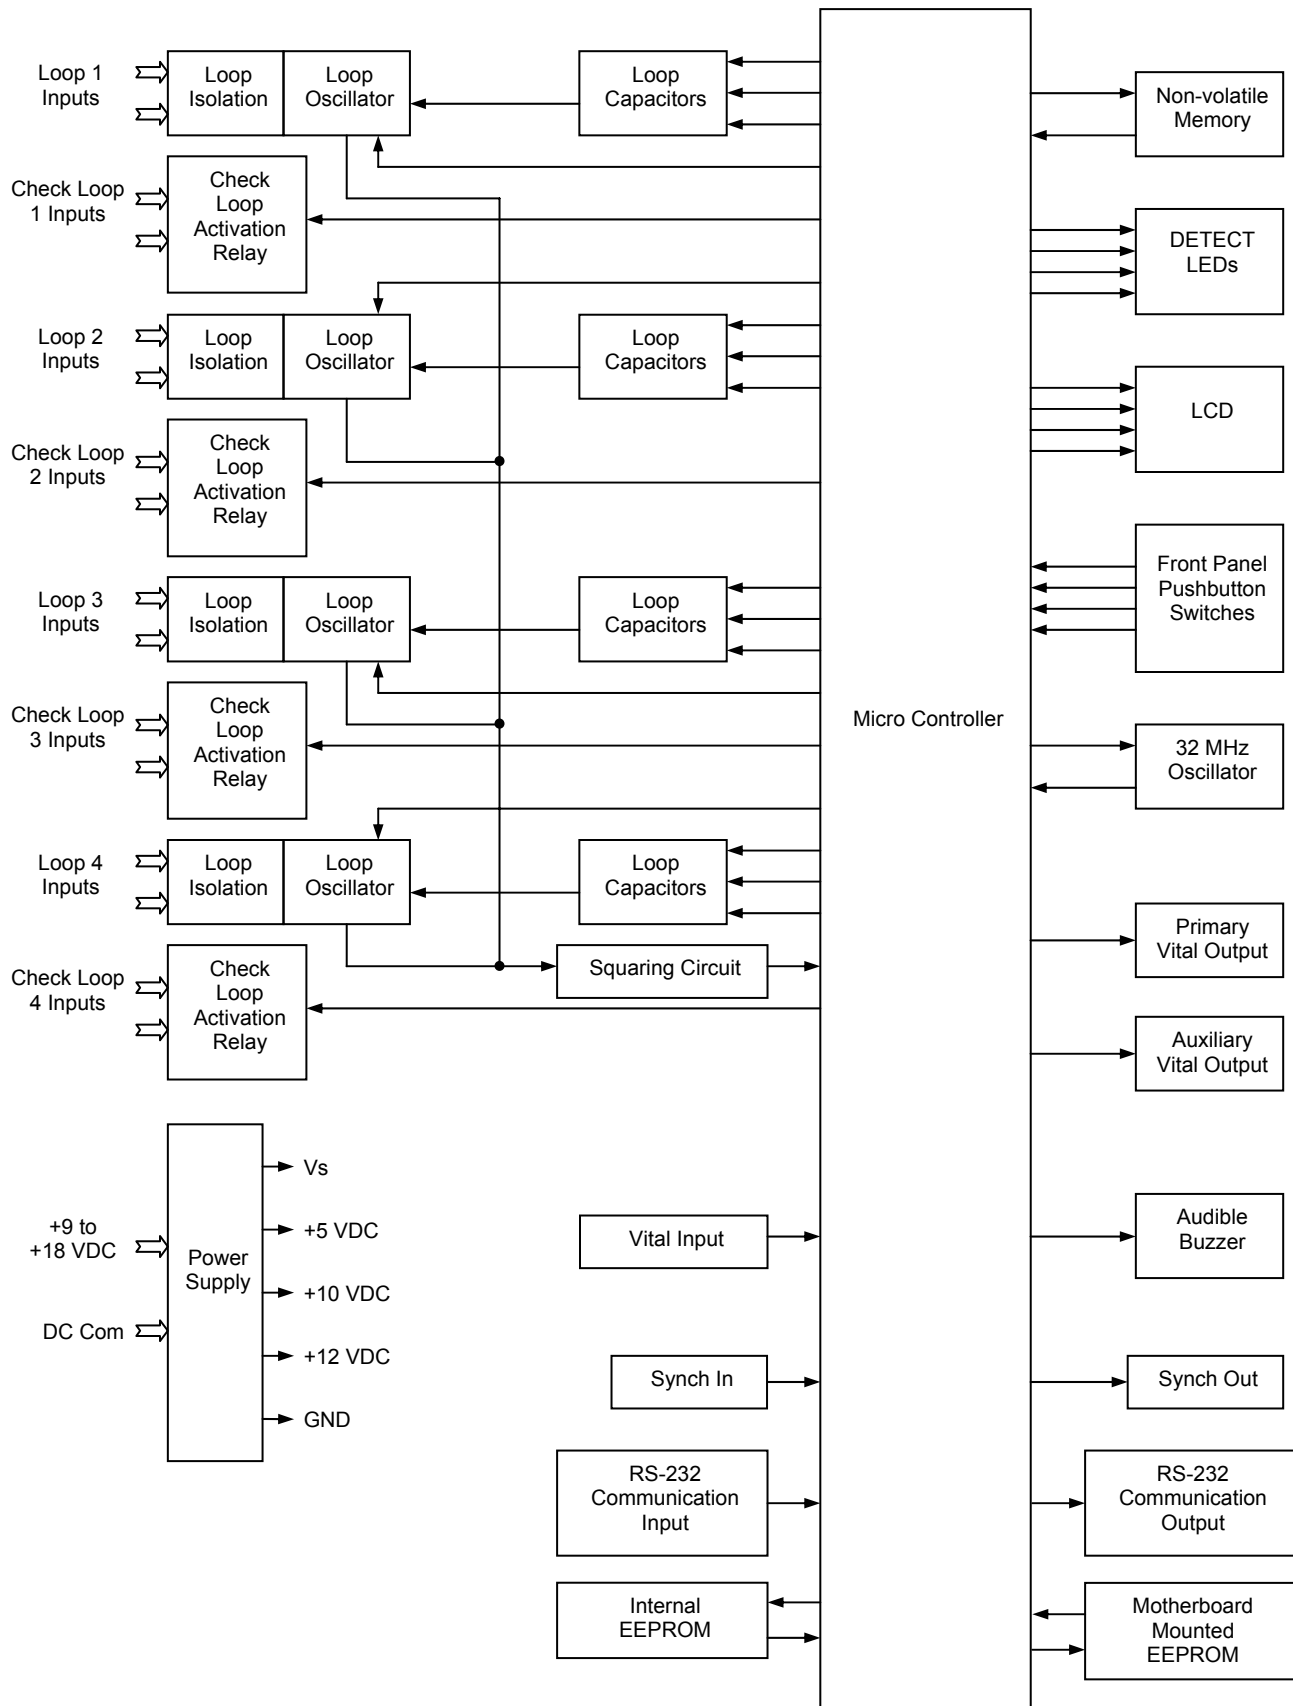 Loop 1
Inputs
Loop
Isolation
Loop
Oscillator
Loop
Capacitors
Non-volatile
Memory
Check Loop
1 Inputs
Check
Loop
Activation
Relay
DETECT
LEDs
Loop 2
Inputs
Loop
Isolation
Loop
Oscillator
Loop
Capacitors
LCD
Check Loop
2 Inputs
Check
Loop
Activation
Relay
Front Panel
Pushbutton
Switches
Loop 3
Inputs
Loop
Isolation
Loop
Oscillator
Loop
Capacitors
Check Loop
3 Inputs
Check
Loop
Activation
Relay
Micro Controller
32 MHz
Oscillator
Loop 4
Inputs
Loop
Isolation
Loop
Oscillator
Loop
Capacitors
Primary
Vital Output
Check Loop
4 Inputs
Check
Loop
Activation
Relay
Squaring Circuit
Auxiliary
Vital Output
+9 to
+18 VDC
DC Com
Power
Supply
Vs
+5 VDC
+10 VDC
+12 VDC
GND
Vital Input
Audible
Buzzer
Synch In
Synch Out
RS-232
Communication
Input
RS-232
Communication
Output
Internal
EEPROM
Motherboard
Mounted
EEPROM